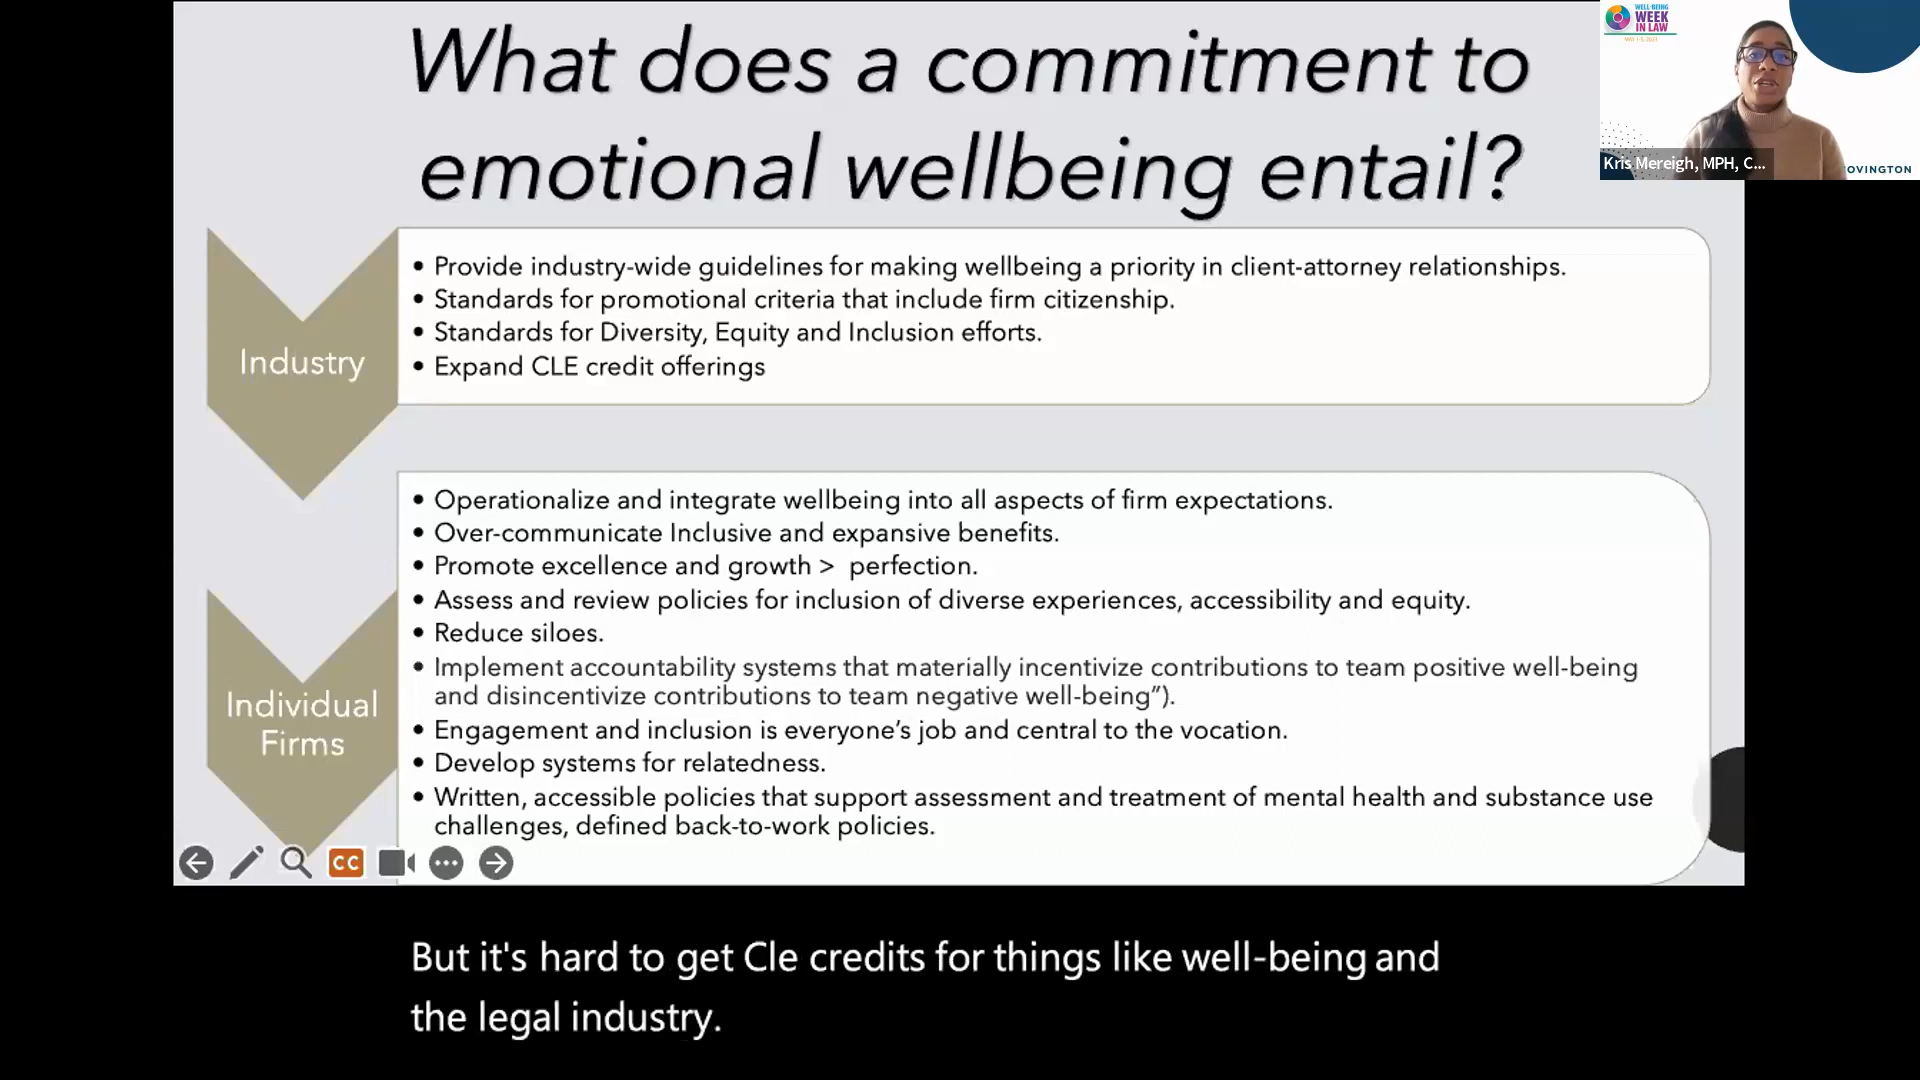 What does a commitment to
emotional wellbeing entail?
WELL-BEING
WEEK
IN LAW
MAY 1-5, 2023
Kris Mereigh, MPH, C...
OVINGTON
Industry
• Provide industry-wide guidelines for making wellbeing a priority in client-attorney relationships.
• Standards for promotional criteria that include firm citizenship.
• Standards for Diversity, Equity and Inclusion efforts.
• Expand CLE credit offerings
Individual
Firms
• Operationalize and integrate wellbeing into all aspects of firm expectations.
• Over-communicate Inclusive and expansive benefits.
• Promote excellence and growth > perfection.
• Assess and review policies for inclusion of diverse experiences, accessibility and equity.
• Reduce siloes.
• Implement accountability systems that materially incentivize contributions to team positive well-being
and disincentivize contributions to team negative well-being”).
• Engagement and inclusion is everyone’s job and central to the vocation.
• Develop systems for relatedness.
• Written, accessible policies that support assessment and treatment of mental health and substance use
challenges, defined back-to-work policies.
CC
But it's hard to get Cle credits for things like well-being and
the legal industry.